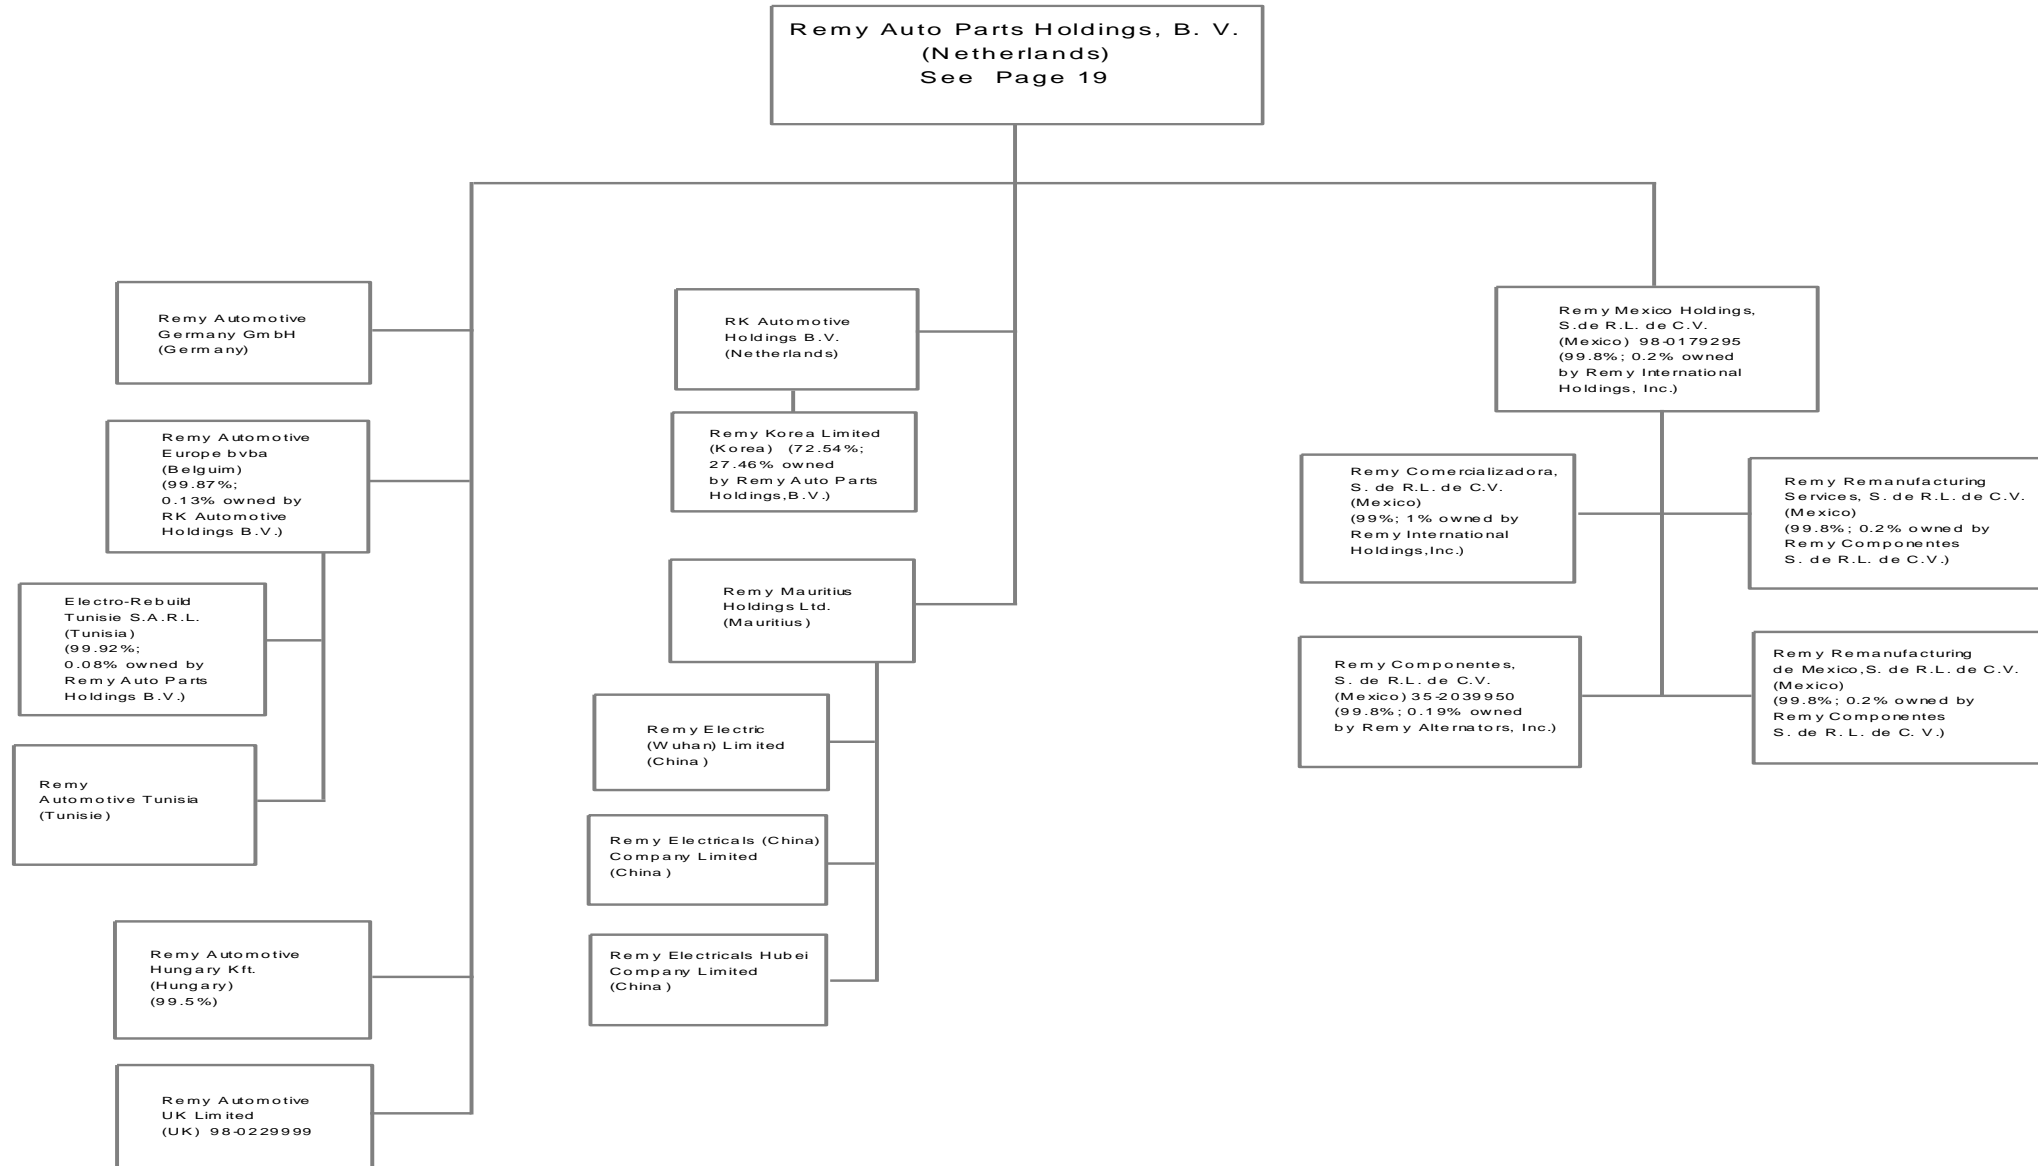 Remy Auto Parts Holdings, B. V.
(Netherlands)
See Page 19
Remy Automotive
Germany GmbH
(Germany)
Remy Automotive
Europe bvba
(Belguim)
(99.87%;
0.13% owned by
RK Automotive
Holdings B.V.)
Electro-Rebuild
Tunisie S.A.R.L.
(Tunisia)
(99.92%;
0.08% owned by
Remy Auto Parts
Holdings B.V.)
Remy
Automotive Tunisia
(Tunisie)
Remy Automotive
Hungary Kft.
(Hungary)
(99.5%)
Remy Automotive
UK Limited
(UK) 98-0229999
RK Automotive
Holdings B.V.
(Netherlands)
Remy Korea Limited
(Korea) (72.54%;
27.46% owned
by Remy Auto Parts
Holdings,B.V.)
Remy Mauritius
Holdings Ltd.
(Mauritius)
Remy Electric
(Wuhan) Limited
(China)
Remy Electricals (China)
Company Limited
(China)
Remy Electricals Hubei
Company Limited
(China)
Remy Mexico Holdings,
S.de R.L. de C.V.
(Mexico) 98-0179295
(99.8%; 0.2% owned
by Remy International
Holdings, Inc.)
Remy Comercializadora,
S. de R.L. de C.V.
(Mexico)
(99%; 1% owned by
Remy International
Holdings,Inc.)
Remy Remanufacturing
Services, S. de R.L. de C.V.
(Mexico)
(99.8%; 0.2% owned by
Remy Componentes
S. de R.L. de C.V.)
Remy Componentes,
S. de R.L. de C.V.
(Mexico) 35-2039950
(99.8%; 0.19% owned
by Remy Alternators, Inc.)
Remy Remanufacturing
de Mexico,S. de R.L. de C.V.
(Mexico)
(99.8%; 0.2% owned by
Remy Componentes
S. de R. L. de C. V.)